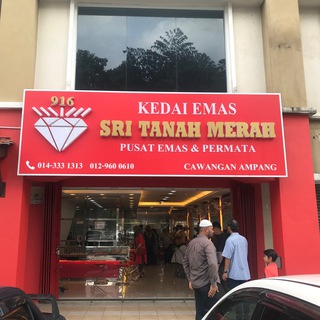 916
KEDAI EMAS
SRI TANAH MERAH
PUSAT EMAS & PERMATA
014-333 1313 012-960 0610
CAWANGAN AMPANG